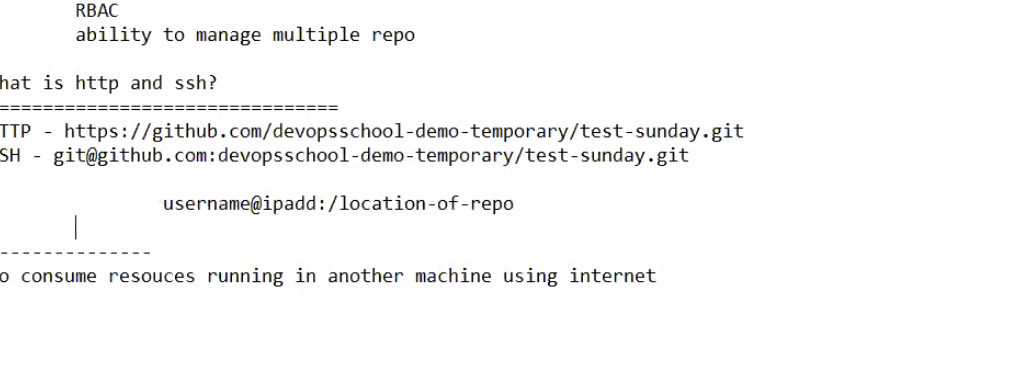 RBAC
ability to manage multiple repo
hat is http and ssh?
===============================
TTP - https://github.com/devopsschool-demo-temporary/test-sunday.git
SH - git@github.com:devopsschool-demo-temporary/test-sunday.git
username@ipadd:/location-of-repo
--------------
o consume resouces running in another machine using internet